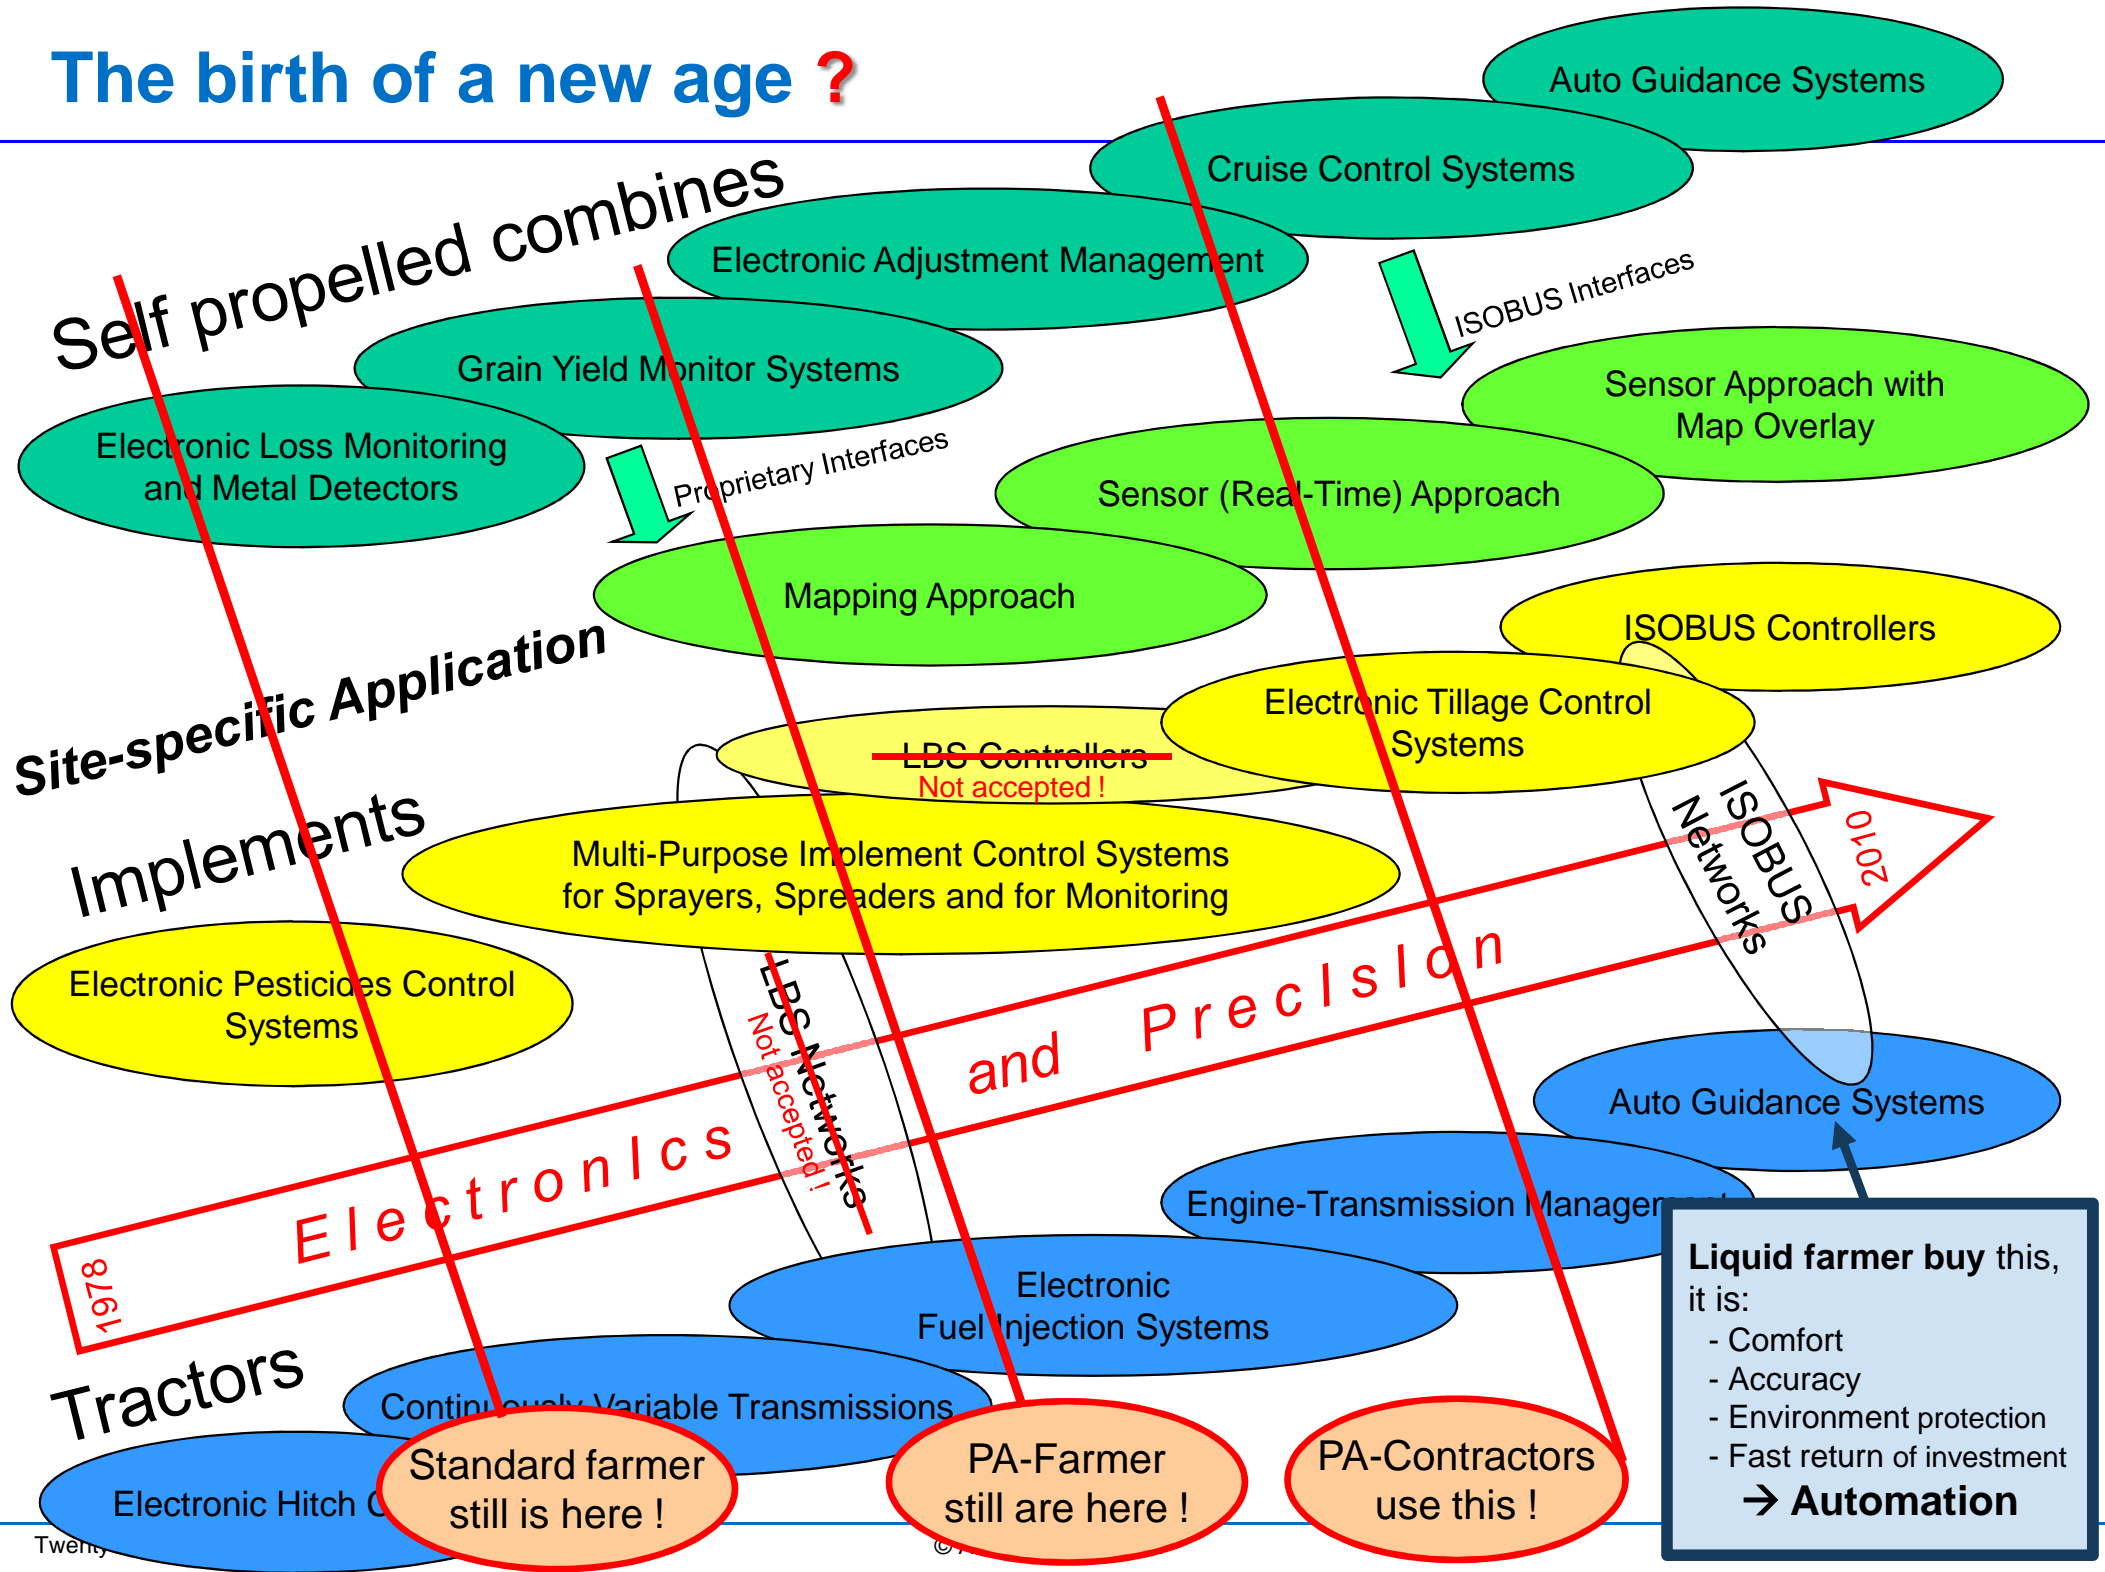 The birth of a new age ?
Auto Guidance Systems
Cruise Control Systems
Self propelled combines
Electronic Adjustment Management
ISOBUS Interfaces
Grain Yield Monitor Systems
Sensor Approach with
Map Overlay
Electronic Loss Monitoring
and Metal Detectors
Proprietary Interfaces
Sensor (Real-Time) Approach
Mapping Approach
ISOBUS Controllers
Site-specific Application
Electronic Tillage Control
Systems
LBS Controllers
Not accepted !
Implements
ISOBUS
Networks
2010
Multi-Purpose Implement Control Systems
for Sprayers, Spreaders and for Monitoring
Electronic Pesticides Control
Systems
LBS Networks
Not accepted !
ElectronIcs and PrecIsIon
1978
Auto Guidance Systems
Engine-Transmission
Liquid farmer buy this,
it is:
- Comfort
- Accuracy
- Environment protection
- Fast return of investment
→ Automation
Electronic
Fuel Injection Systems
Tractors
Continuously Variable Transmissions
Electronic Hitch
Standard farmer
still is here !
PA-Farmer
still are here !
PA-Contractors
use this !
©